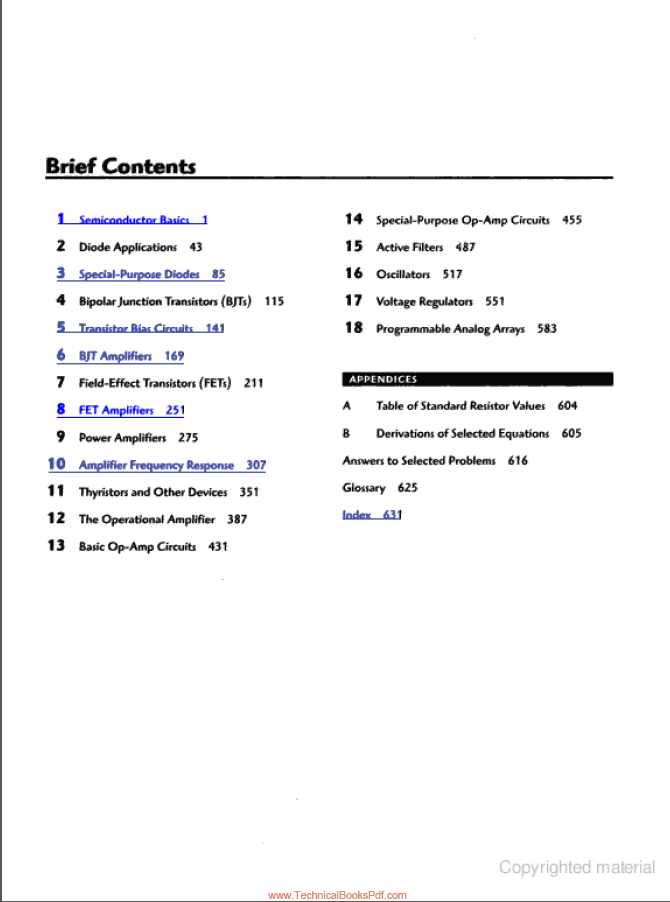 Brief Contents
1 Semiconductor Basics 1
2 Diode Applications 43
3 Special-Purpose Diodes 85
4 Bipolar Junction Transistors (BJTs) 115
5 Transistor Bias Circuits 141
6 BJT Amplifiers 169
7 Field-Effect Transistors (FETs) 211
8 FET Amplifiers 251
9 Power Amplifiers 275
10 Amplifier Frequency Response 307
11 Thyristors and Other Devices 351
12 The Operational Amplifier 387
13 Basic Op-Amp Circuits 431
14 Special-Purpose Op-Amp Circuits 455
15 Active Filters 487
16 Oscillators 517
17 Voltage Regulators 551
18 Programmable Analog Arrays 583
APPENDICES
A Table of Standard Resistor Values 604
B Derivations of Selected Equations 605
Answers to Selected Problems 616
Glossary 625
Index 631
Copyrighted material
www.TechnicalBooksPdf.com